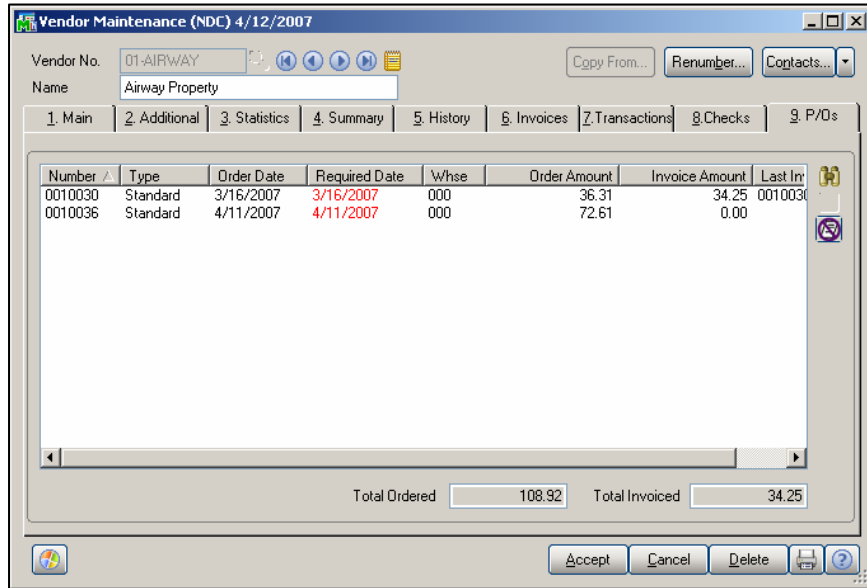 Vendor Maintenance (NDC) 4/12/2007
Vendor No. 01-AIRWAY Copy From... Renumber... Contacts...
Name Airway Property
1. Main 2. Additional 3. Statistics 4. Summary 5. History 6. Invoices 7.Transactions 8.Checks 9. P/Os
Number Type Order Date Required Date Whse Order Amount Invoice Amount Last Inv
0010030 Standard 3/16/2007 3/16/2007 000 36.31 34.25 0010030
0010036 Standard 4/11/2007 4/11/2007 000 72.61 0.00
Total Ordered 108.92 Total Invoiced 34.25
Accept Cancel Delete